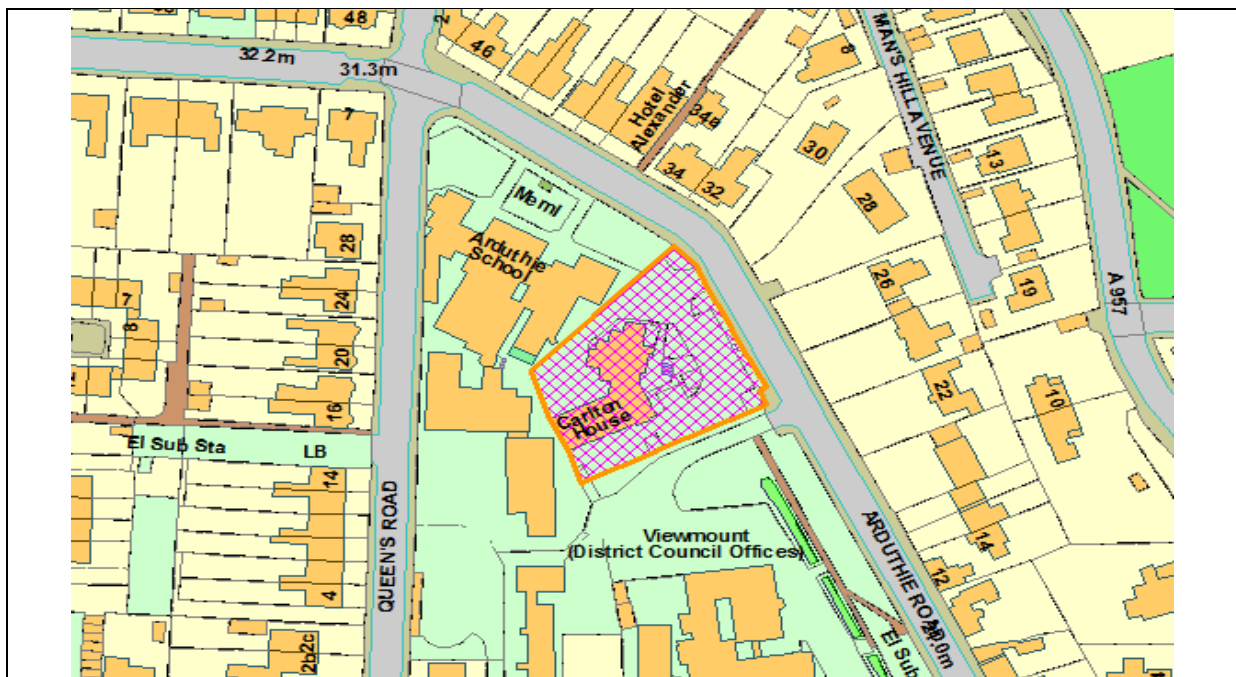 48
2
46
32.2m
31.3m
8
MAN'S HILL AVENUE
Hotel
Alexander
34a
34
32
30
13
7
Meml
28
28
Arduthie
School
26
19
A 957
7
8
24
20
22
10
16
Carlton
House
El Sub Sta
LB
14
QUEEN'S ROAD
Viewmount
(District Council Offices)
ARDUTHIE ROAD
14
12
4
El Sub
2b2c